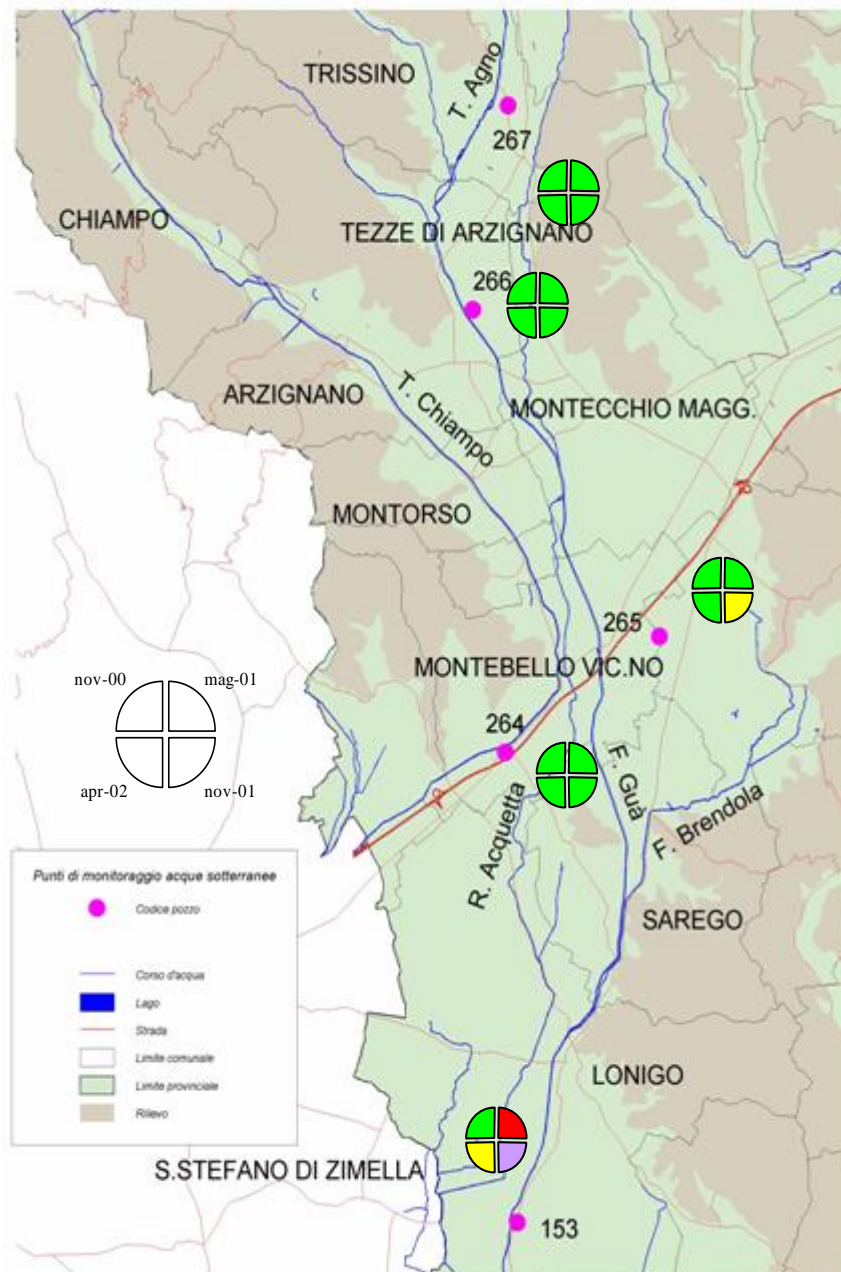 TRISSINO
T. Agno
267
CHIAMPO
TEZZE DI ARZIGNANO
266
ARZIGNANO
T. Chiampo
MONTECCHIO MAGG.
MONTORSO
265
MONTEBELLO VIC.NO
nov-00
mag-01
264
apr-02
nov-01
F. Guà
R. Acquetta
F. Brendola
Punti di monitoraggio acque sotterranee
Codice pozzo
SAREGO
Corso d'acqua
Lago
Strada
Limite comunale
LONIGO
Limite provinciale
Rilievo
S.STEFANO DI ZIMELLA
153